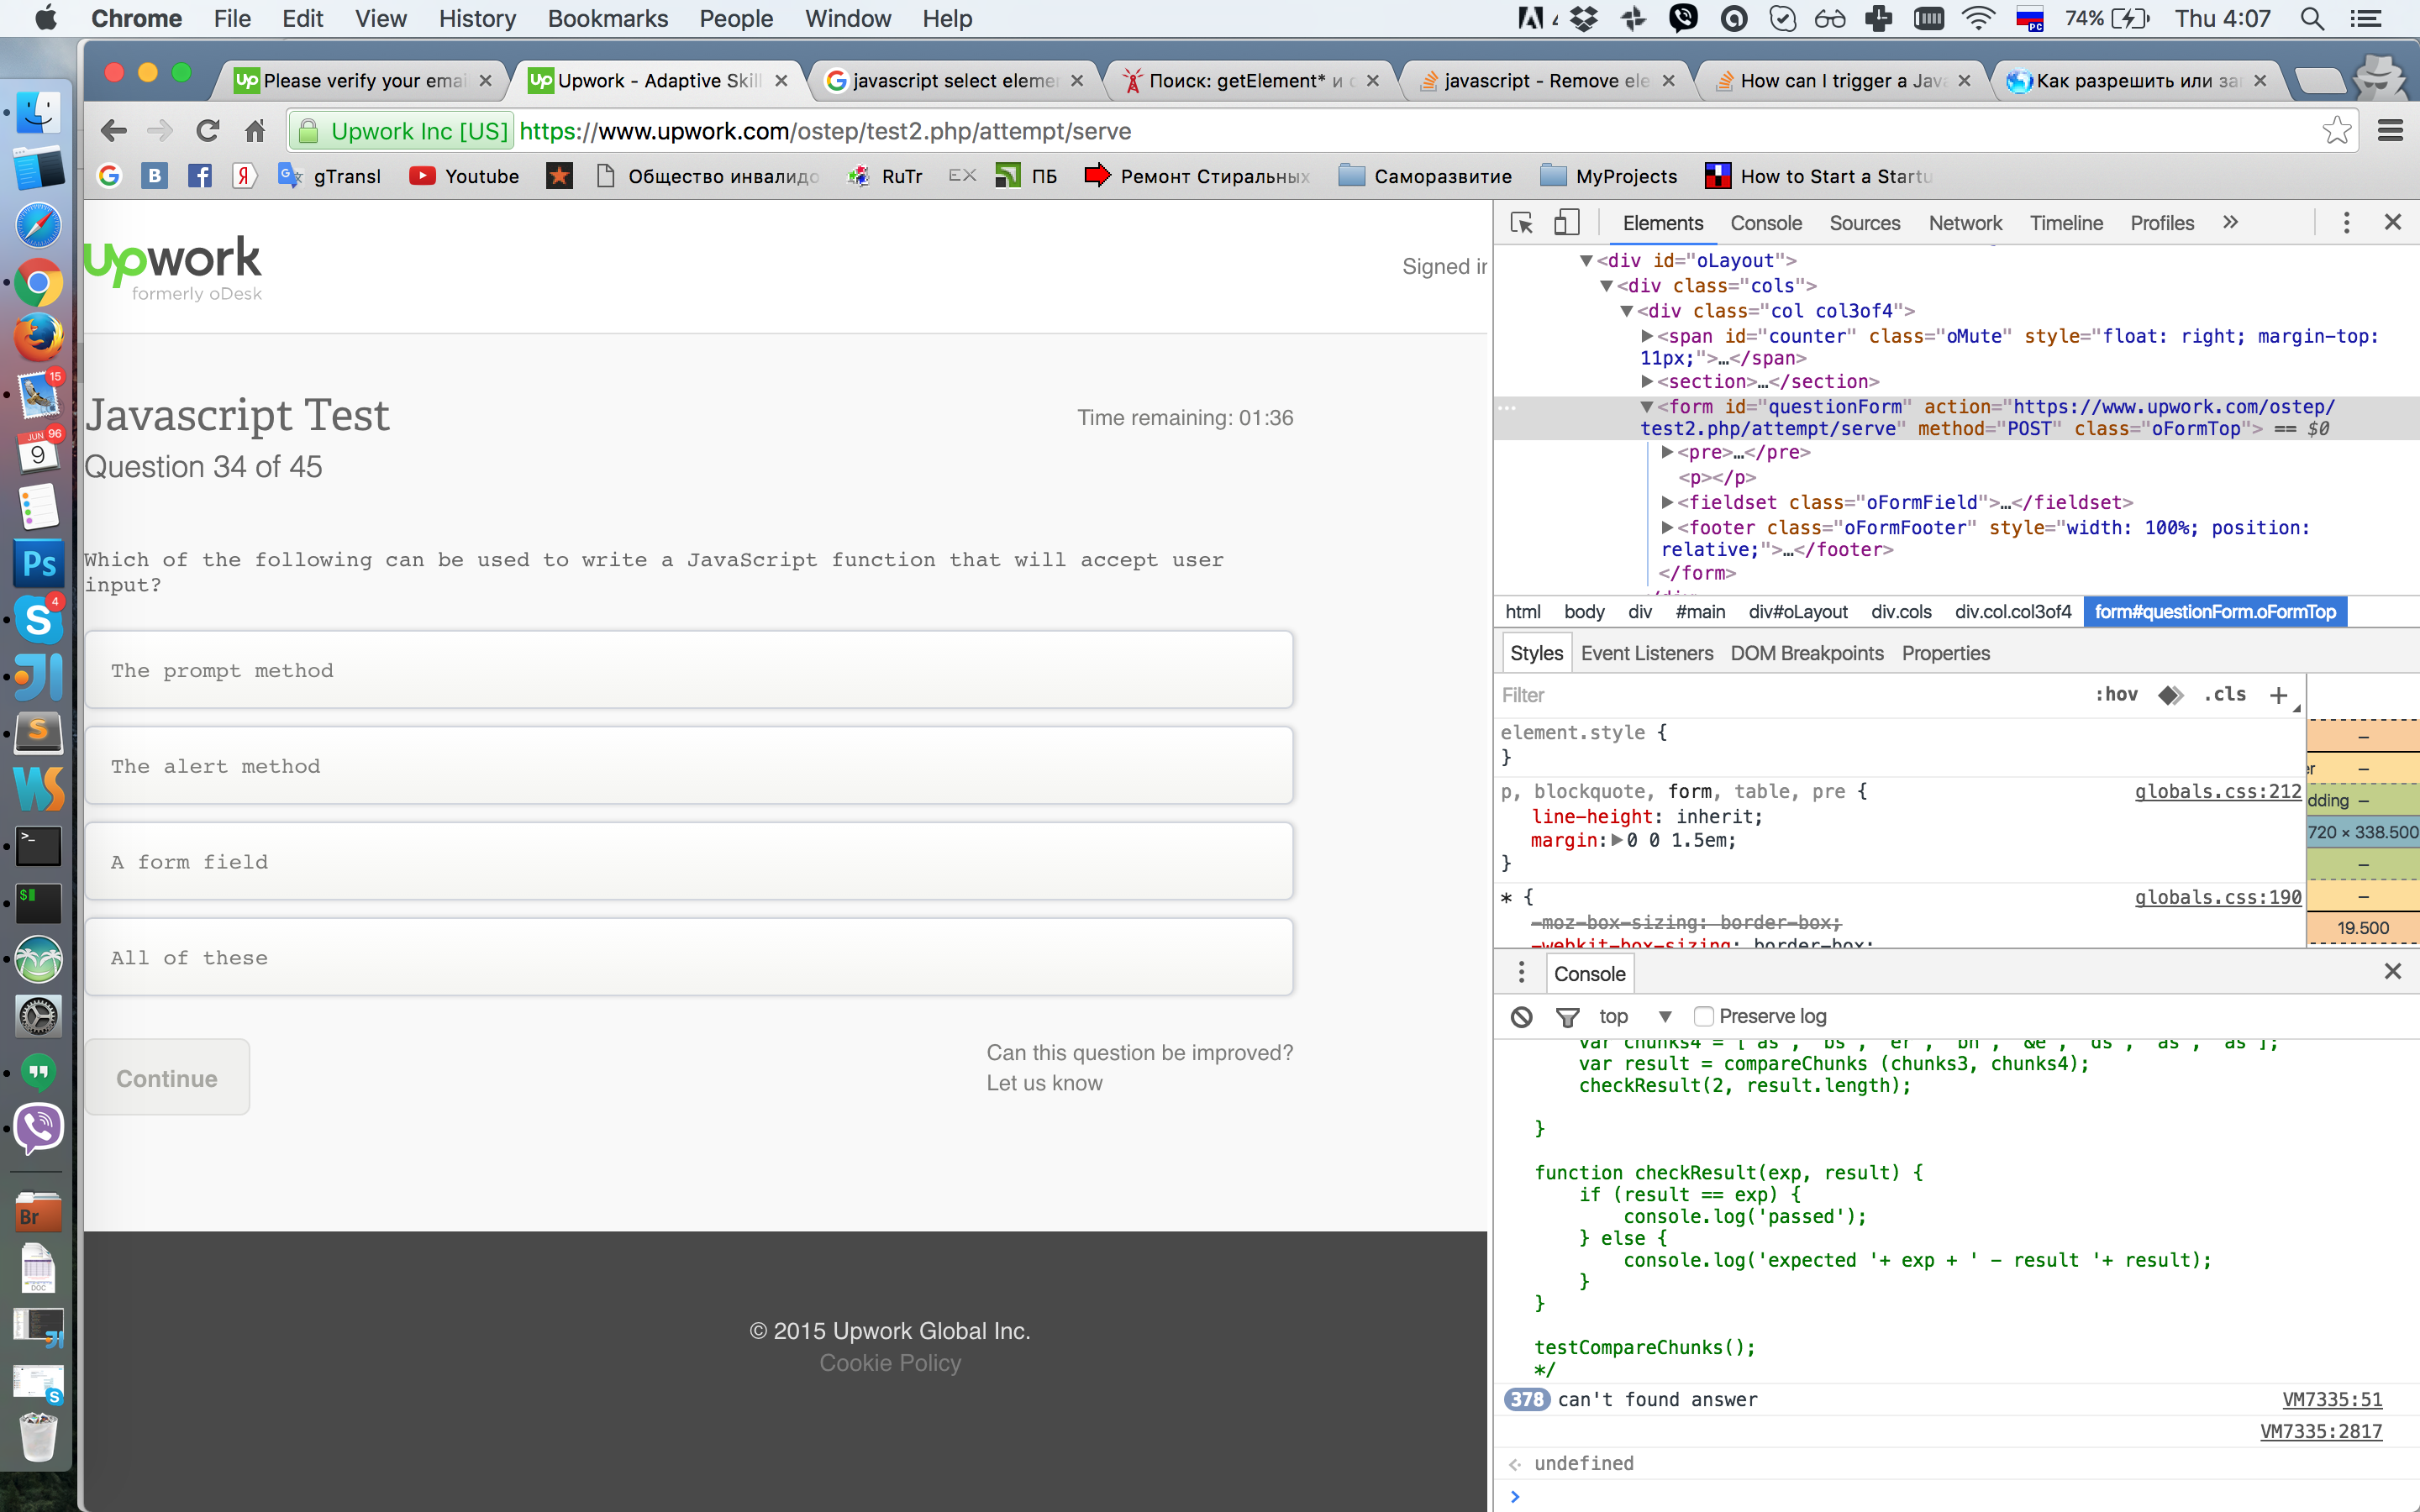 Chrome File Edit View History Bookmarks People Window Help 74% Thu 4:07
Please verify your emai
Upwork - Adaptive Skill
javascript select eleme
Поиск: getElement* и с
javascript - Remove ele
How can I trigger a Jav
Как разрешить или за
Upwork Inc [US] https://www.upwork.com/ostep/test2.php/attempt/serve
gTransl Youtube Общество инвалидо RuTr EX ПБ Ремонт Стиральных Саморазвитие MyProjects How to Start a Startu
upwork
formerly oDesk
Signed in
Javascript Test
Time remaining: 01:36
Question 34 of 45
Which of the following can be used to write a JavaScript function that will accept user
input?
The prompt method
The alert method
A form field
All of these
Continue
Can this question be improved?
Let us know
© 2015 Upwork Global Inc.
Cookie Policy
Elements Console Sources Network Timeline Profiles »
<div id="oLayout">
<div class="cols">
<div class="col col3of4">
<span id="counter" class="oMute" style="float: right; margin-top:
11px;">…</span>
<section>…</section>
<form id="questionForm" action="https://www.upwork.com/ostep/
test2.php/attempt/serve" method="POST" class="oFormTop"> == $0
<pre>…</pre>
<p></p>
<fieldset class="oFormField">…</fieldset>
<footer class="oFormFooter" style="width: 100%; position:
relative;">…</footer>
</form>
html body div #main div#oLayout div.cols div.col.col3of4 form#questionForm.oFormTop
Styles Event Listeners DOM Breakpoints Properties
Filter :hov .cls +
element.style {
}
p, blockquote, form, table, pre { globals.css:212
line-height: inherit;
margin: 0 0 1.5em;
}
* { globals.css:190
-moz-box-sizing: border-box;
-webkit-box-sizing: border-box;
er –
dding –
720 × 338.500
19.500
Console
top Preserve log
var chunks4 = ['as', 'bs', 'er', 'bn', '&e', 'ds', 'as', 'as'];
var result = compareChunks (chunks3, chunks4);
checkResult(2, result.length);
}
function checkResult(exp, result) {
if (result == exp) {
console.log('passed');
} else {
console.log('expected '+ exp + ' - result '+ result);
}
}
testCompareChunks();
*/
378 can't found answer VM7335:51
VM7335:2817
undefined